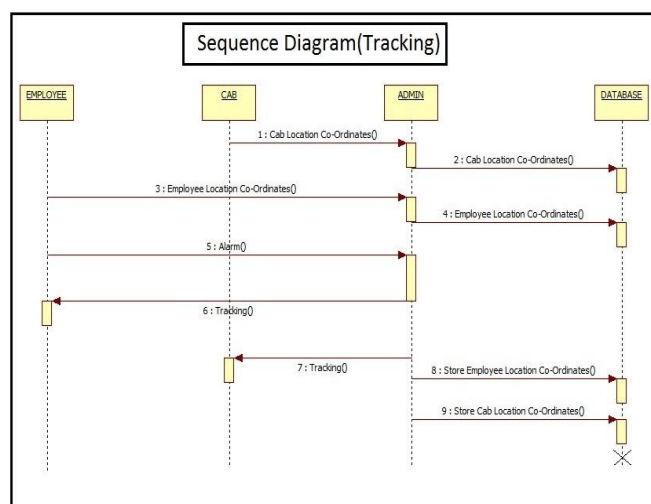 Sequence Diagram(Tracking)
EMPLOYEE
CAB
ADMIN
DATABASE
1 : Cab Location Co-Ordinates()
2 : Cab Location Co-Ordinates()
3 : Employee Location Co-Ordinates()
4 : Employee Location Co-Ordinates()
5 : Alarm()
6 : Tracking()
7 : Tracking()
8 : Store Employee Location Co-Ordinates()
9 : Store Cab Location Co-Ordinates()